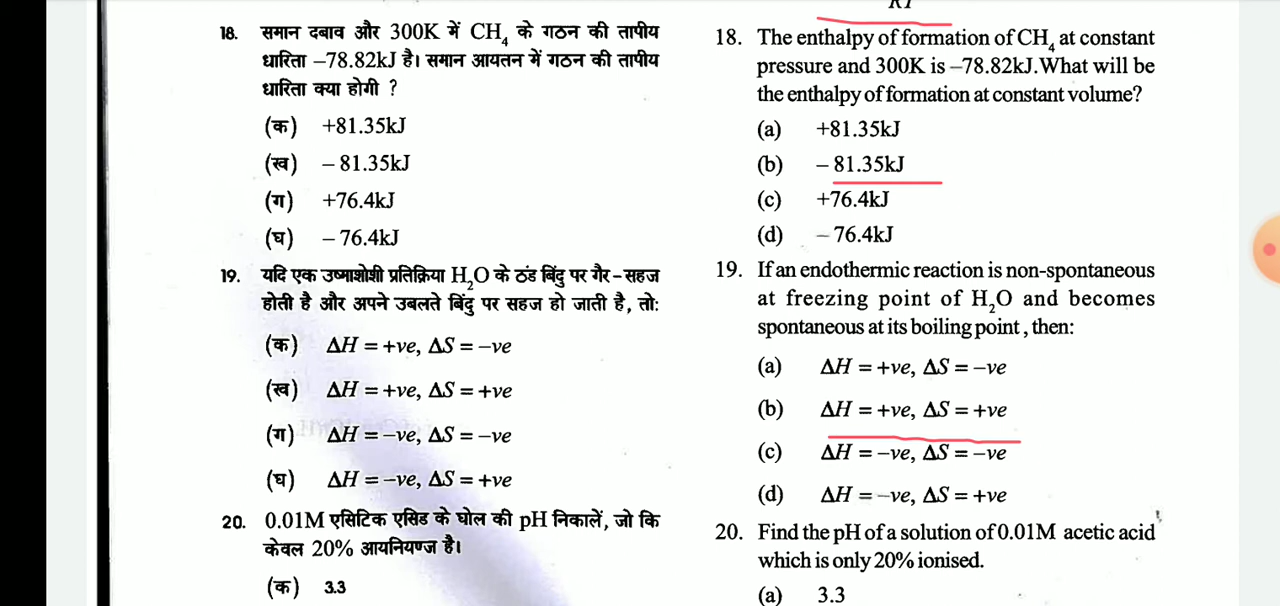 18. समान दबाव और 300K में CH₄ के गठन की तापीय
धारिता –78.82kJ है। समान आयतन में गठन की तापीय
धारिता क्या होगी ?
(क) +81.35kJ
(ख) – 81.35kJ
(ग) +76.4kJ
(घ) – 76.4kJ
19. यदि एक उष्माशोशी प्रतिक्रिया H₂O के ठंड बिंदु पर गैर-सहज
होती है और अपने उबलते बिंदु पर सहज हो जाती है, तो:
(क) ΔH = +ve, ΔS = –ve
(ख) ΔH = +ve, ΔS = +ve
(ग) ΔH = –ve, ΔS = –ve
(घ) ΔH = –ve, ΔS = +ve
20. 0.01M एसिटिक एसिड के घोल की pH निकालें, जो कि
केवल 20% आयनियण्ज है।
(क) 3.3
RT
18. The enthalpy of formation of CH₄ at constant
pressure and 300K is –78.82kJ. What will be
the enthalpy of formation at constant volume?
(a) +81.35kJ
(b) – 81.35kJ
(c) +76.4kJ
(d) – 76.4kJ
19. If an endothermic reaction is non-spontaneous
at freezing point of H₂O and becomes
spontaneous at its boiling point , then:
(a) ΔH = +ve, ΔS = –ve
(b) ΔH = +ve, ΔS = +ve
(c) ΔH = –ve, ΔS = –ve
(d) ΔH = –ve, ΔS = +ve
20. Find the pH of a solution of 0.01M acetic acid
which is only 20% ionised.
(a) 3.3